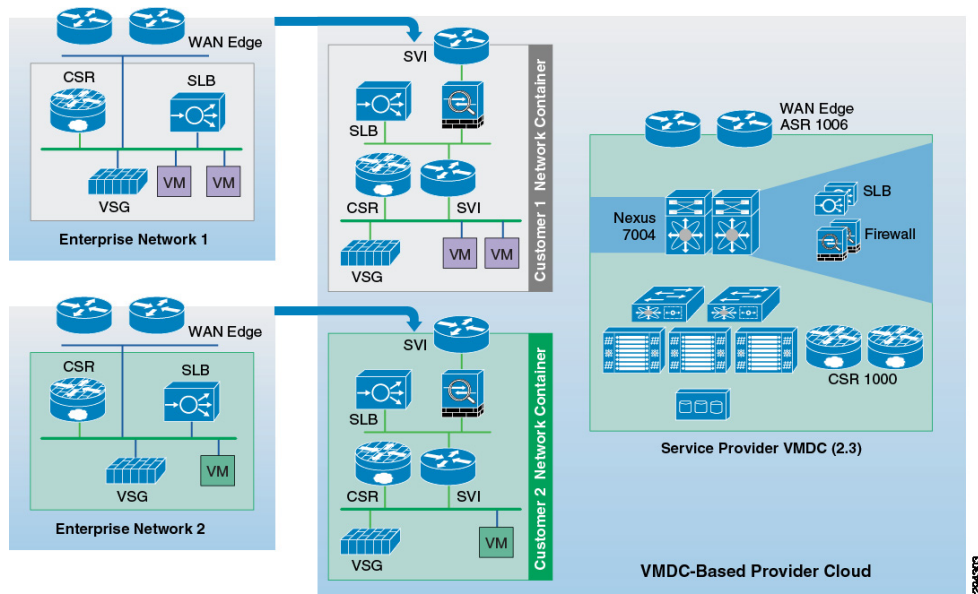 WAN Edge
CSR
SLB
VSG
VM
VM
Enterprise Network 1
SVI
SLB
CSR
SVI
VSG
VM
VM
Customer 1 Network Container
WAN Edge
CSR
SLB
VSG
VM
Enterprise Network 2
SVI
SLB
CSR
SVI
VSG
VM
Customer 2 Network Container
WAN Edge
ASR 1006
Nexus
7004
SLB
Firewall
CSR 1000
Service Provider VMDC (2.3)
VMDC-Based Provider Cloud
294303